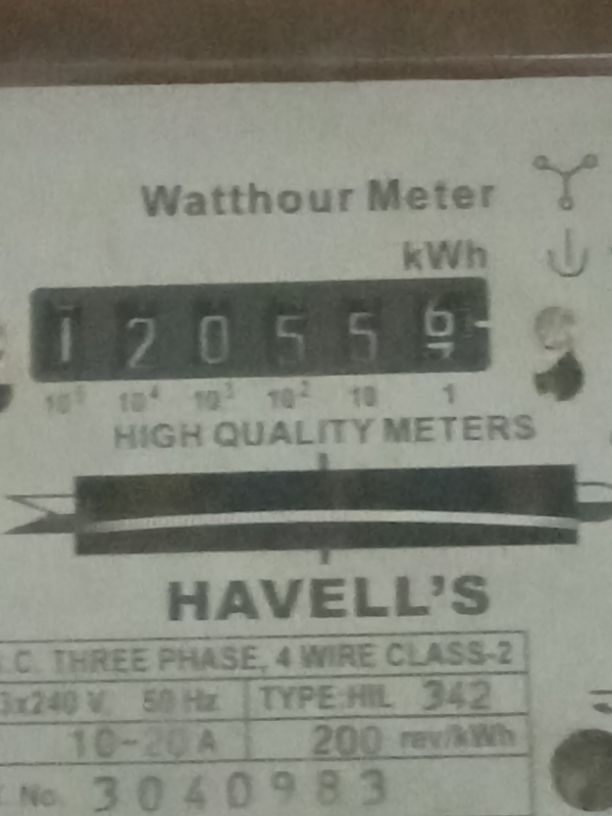 Watthour Meter
kWh
1 2 0 5 5 6
10⁵ 10⁴ 10³ 10² 10 1
HIGH QUALITY METERS
HAVELL'S
.C. THREE PHASE, 4 WIRE CLASS-2
3x240 V. 50 Hz TYPE:HIL 342
10-20 A 200 rev/kWh
No. 3040983